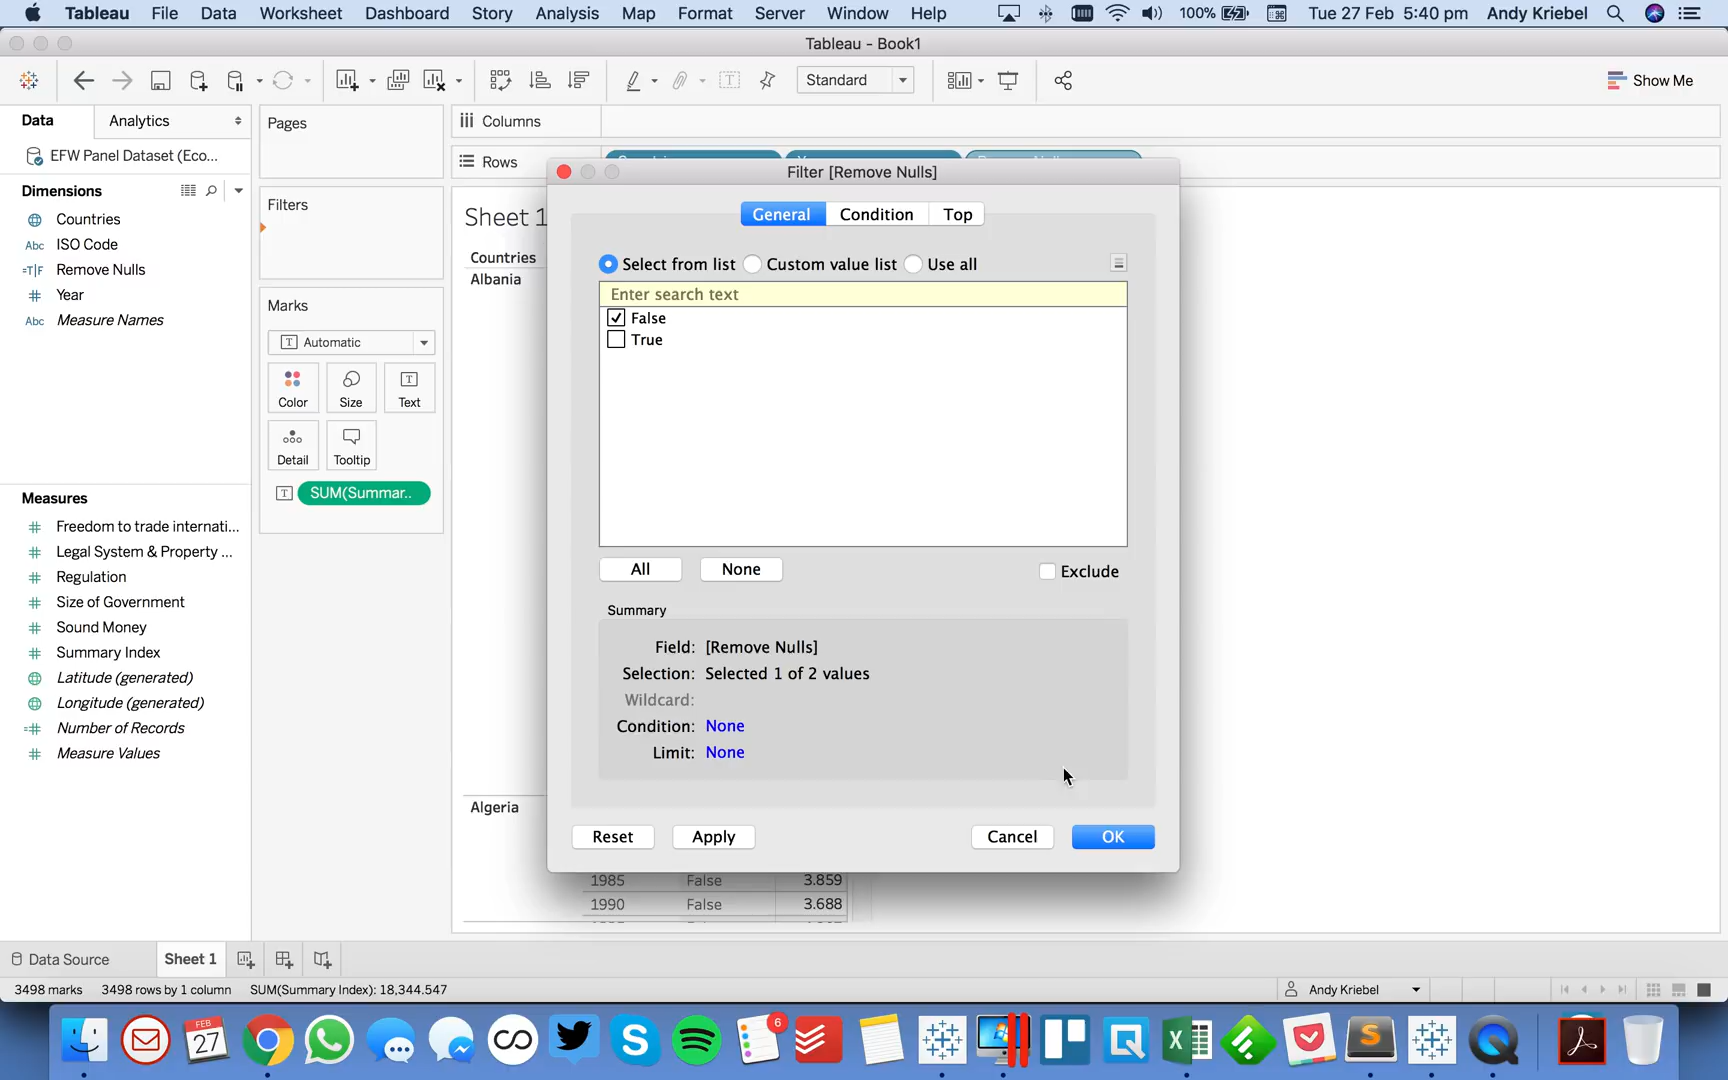 Tableau File Data Worksheet Dashboard Story Analysis Map Format Server Window Help 100% Tue 27 Feb 5:40 pm Andy Kriebel
Tableau - Book1
Standard
Show Me
Data Analytics
EFW Panel Dataset (Eco...
Dimensions
Countries
Abc ISO Code
=T|F Remove Nulls
# Year
Abc Measure Names
Measures
# Freedom to trade internati...
# Legal System & Property ...
# Regulation
# Size of Government
# Sound Money
# Summary Index
Latitude (generated)
Longitude (generated)
=# Number of Records
# Measure Values
Pages
Filters
Marks
T Automatic
Color Size Text
Detail Tooltip
T SUM(Summar..
Columns
Rows
Sheet 1
Countries
Albania
Algeria
1985 False 3.859
1990 False 3.688
Filter [Remove Nulls]
General Condition Top
Select from list Custom value list Use all
Enter search text
False
True
All None Exclude
Summary
Field: [Remove Nulls]
Selection: Selected 1 of 2 values
Wildcard:
Condition: None
Limit: None
Reset Apply Cancel OK
Data Source Sheet 1
3498 marks 3498 rows by 1 column SUM(Summary Index): 18,344.547 Andy Kriebel
FEB
27
6